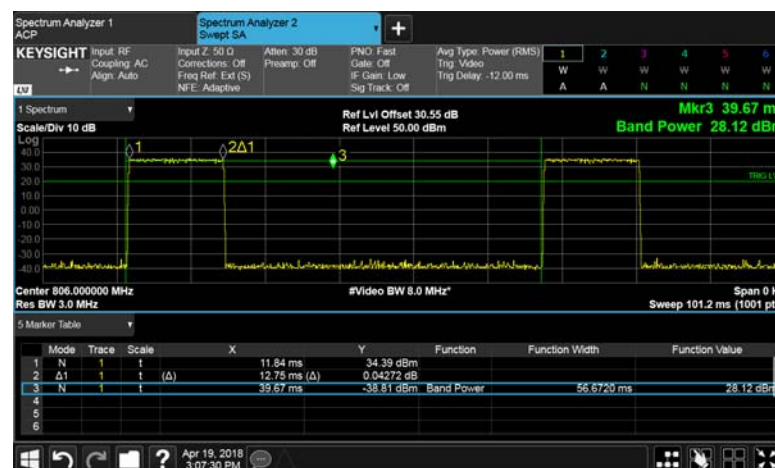 Spectrum Analyzer 1
ACP
Spectrum Analyzer 2
Swept SA
+
KEYSIGHT
Input: RF
Coupling: AC
Align: Auto
Input Z: 50 Ω
Corrections: Off
Freq Ref: Ext (S)
NFE: Adaptive
Atten: 30 dB
Preamp: Off
PNO: Fast
Gate: Off
IF Gain: Low
Sig Track: Off
Avg Type: Power (RMS)
Trig: Video
Trig Delay: -12.00 ms
1 2 3 4 5 6
W W W W W W
A A N N N N
LXI
1 Spectrum
Scale/Div 10 dB
Ref Lvl Offset 30.55 dB
Ref Level 50.00 dBm
Mkr3 39.67 m
Band Power 28.12 dBm
Log
40.0
30.0
20.0
10.0
0.00
-10.0
-20.0
-30.0
-40.0
1
2Δ1
3
TRIG LV
Center 806.000000 MHz
Res BW 3.0 MHz
#Video BW 8.0 MHz*
Span 0 H
Sweep 101.2 ms (1001 pt
5 Marker Table
Mode Trace Scale X Y Function Function Width Function Value
1 N 1 t 11.84 ms 34.39 dBm
2 Δ1 1 t (Δ) 12.75 ms (Δ) 0.04272 dB
3 N 1 t 39.67 ms -38.81 dBm Band Power 56.6720 ms 28.12 dBm
4
5
6
?
Apr 19, 2018
3:07:30 PM